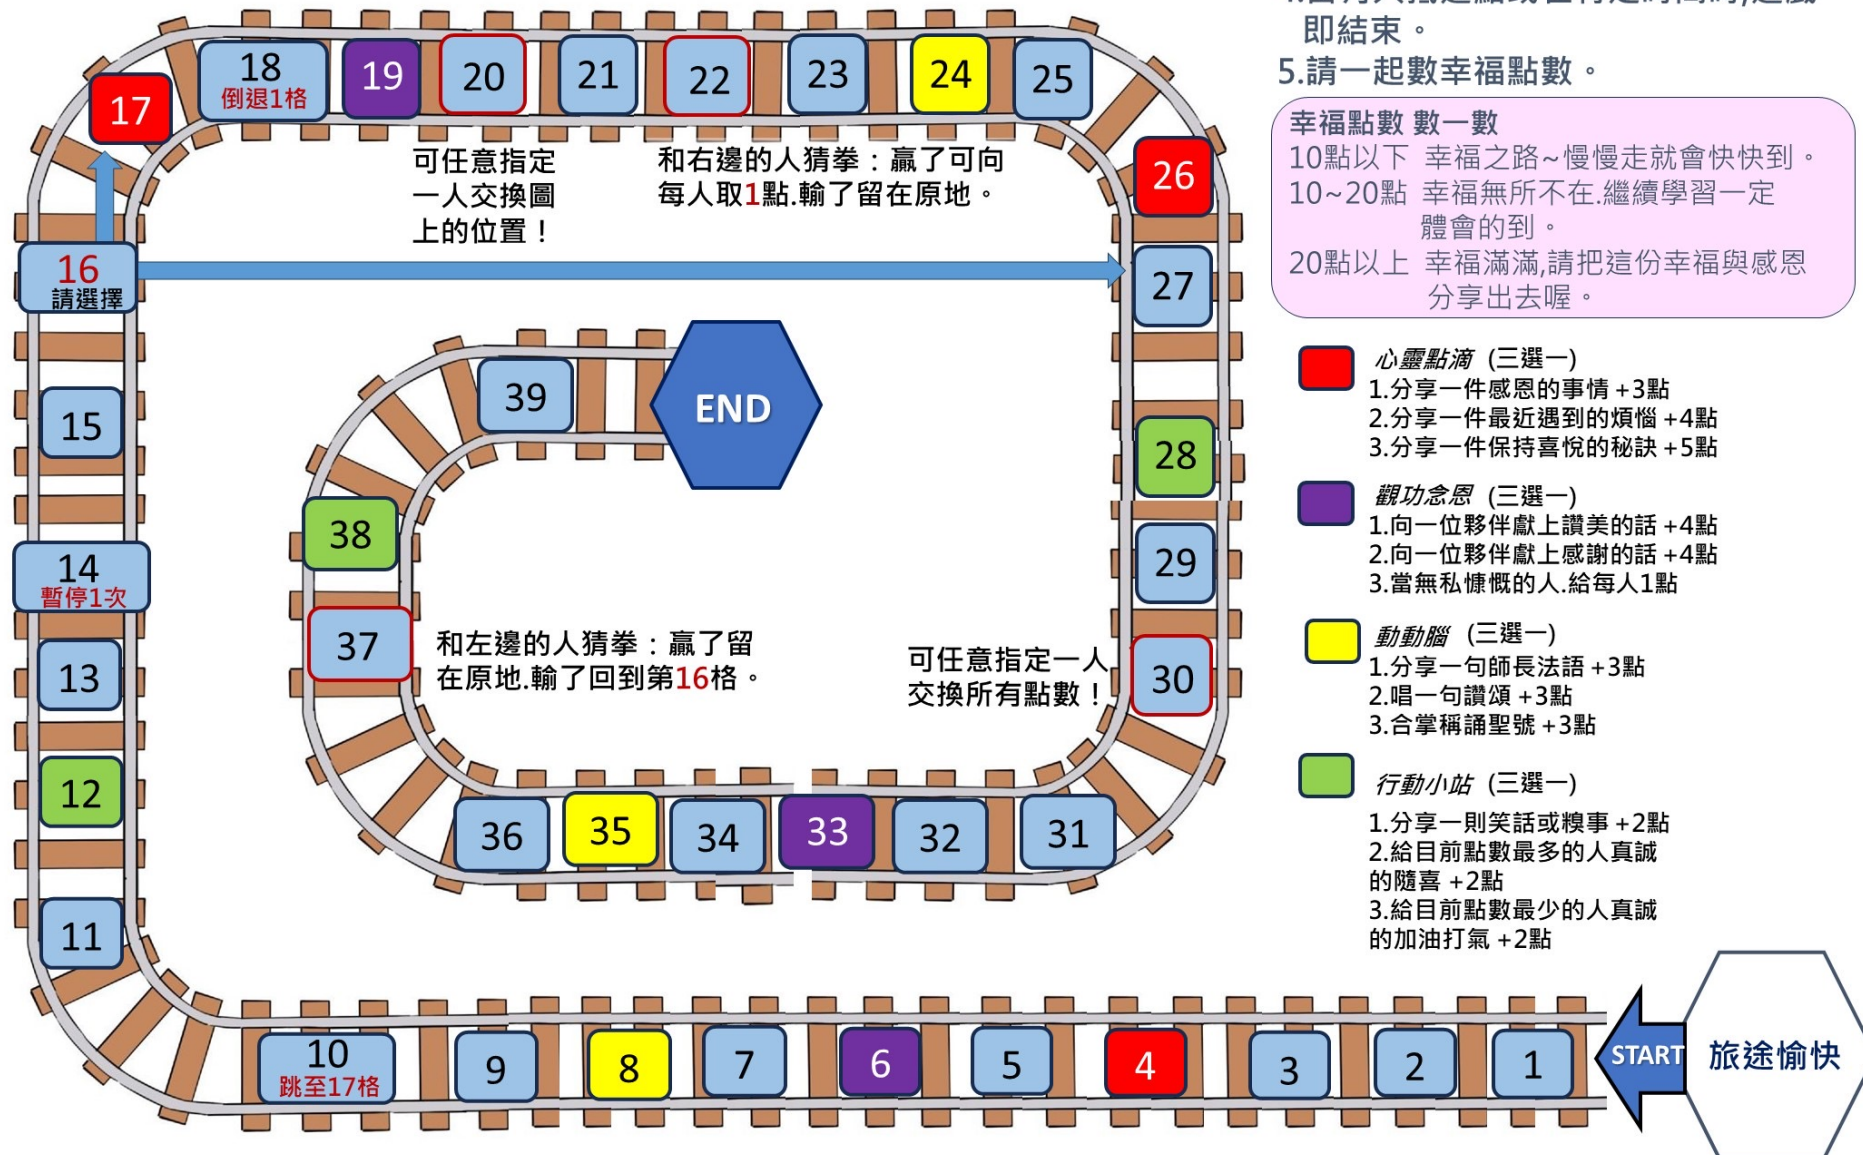 即結束。
5.請一起數幸福點數。
幸福點數 數一數
10點以下 幸福之路~慢慢走就會快快到。
10~20點 幸福無所不在.繼續學習一定
體會的到。
20點以上 幸福滿滿,請把這份幸福與感恩
分享出去喔。
心靈點滴 (三選一)
1.分享一件感恩的事情+3點
2.分享一件最近遇到的煩惱+4點
3.分享一件保持喜悅的秘訣+5點
觀功念恩 (三選一)
1.向一位夥伴獻上讚美的話+4點
2.向一位夥伴獻上感謝的話+4點
3.當無私慷慨的人.給每人1點
動動腦 (三選一)
1.分享一句師長法語+3點
2.唱一句讚頌+3點
3.合掌稱誦聖號+3點
行動小站 (三選一)
1.分享一則笑話或糗事+2點
2.給目前點數最多的人真誠
的隨喜+2點
3.給目前點數最少的人真誠
的加油打氣+2點
旅途愉快
START
1
2
3
4
5
6
7
8
9
10
跳至17格
11
12
13
14
暫停1次
15
16
請選擇
17
18
倒退1格
19
20
可任意指定
一人交換圖
上的位置!
21
22
和右邊的人猜拳:贏了可向
每人取1點.輸了留在原地。
23
24
25
26
27
28
29
30
可任意指定一人
交換所有點數!
31
32
33
34
35
36
37
和左邊的人猜拳:贏了留
在原地.輸了回到第16格。
38
39
END